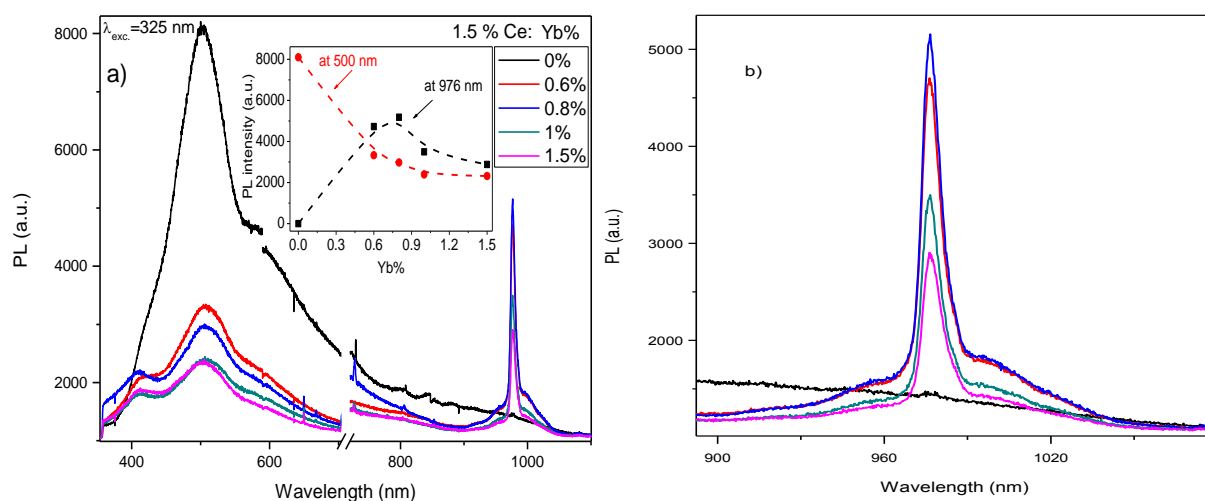 λexc.=325 nm
1.5 % Ce: Yb%
a)
0%
0.6%
0.8%
1%
1.5%
PL intensity (a.u.)
8000
6000
4000
2000
0
at 500 nm
at 976 nm
0.0 0.3 0.6 0.9 1.2 1.5
Yb%
PL (a.u.)
8000
6000
4000
2000
400 600 800 1000
Wavelength (nm)
b)
PL (a.u.)
5000
4000
3000
2000
900 960 1020
Wavelength (nm)